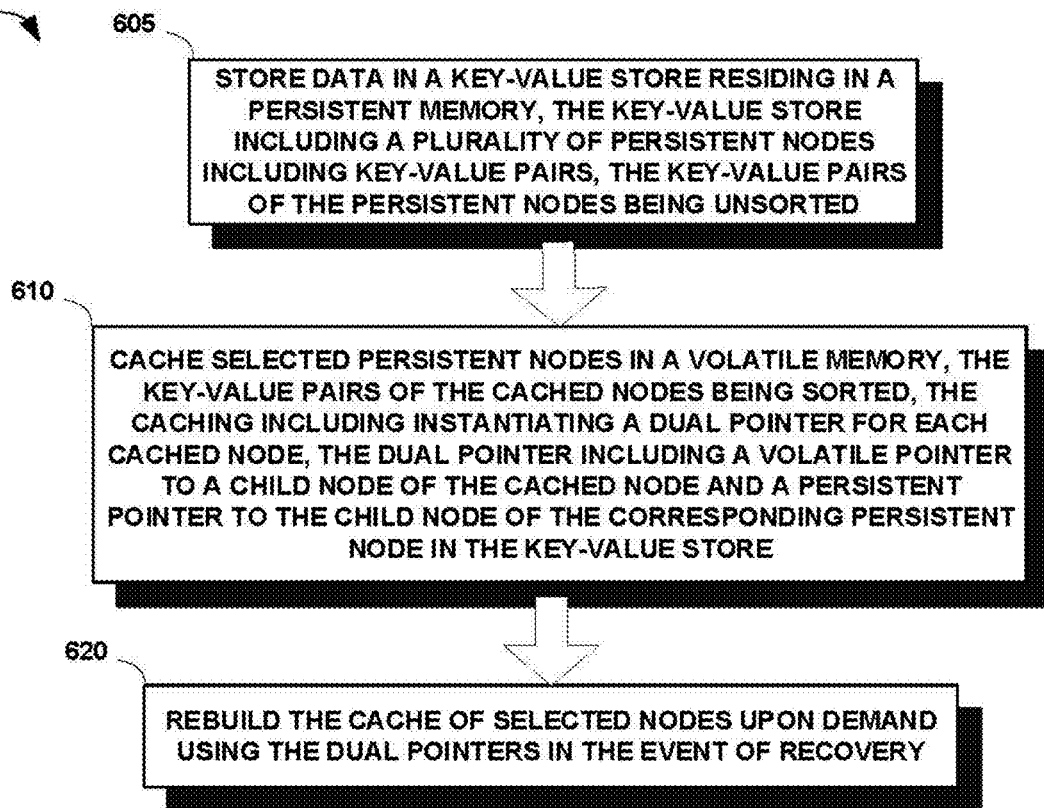 605
STORE DATA IN A KEY-VALUE STORE RESIDING IN A
PERSISTENT MEMORY, THE KEY-VALUE STORE
INCLUDING A PLURALITY OF PERSISTENT NODES
INCLUDING KEY-VALUE PAIRS, THE KEY-VALUE PAIRS
OF THE PERSISTENT NODES BEING UNSORTED
610
CACHE SELECTED PERSISTENT NODES IN A VOLATILE MEMORY, THE
KEY-VALUE PAIRS OF THE CACHED NODES BEING SORTED, THE
CACHING INCLUDING INSTANTIATING A DUAL POINTER FOR EACH
CACHED NODE, THE DUAL POINTER INCLUDING A VOLATILE POINTER
TO A CHILD NODE OF THE CACHED NODE AND A PERSISTENT
POINTER TO THE CHILD NODE OF THE CORRESPONDING PERSISTENT
NODE IN THE KEY-VALUE STORE
620
REBUILD THE CACHE OF SELECTED NODES UPON DEMAND
USING THE DUAL POINTERS IN THE EVENT OF RECOVERY